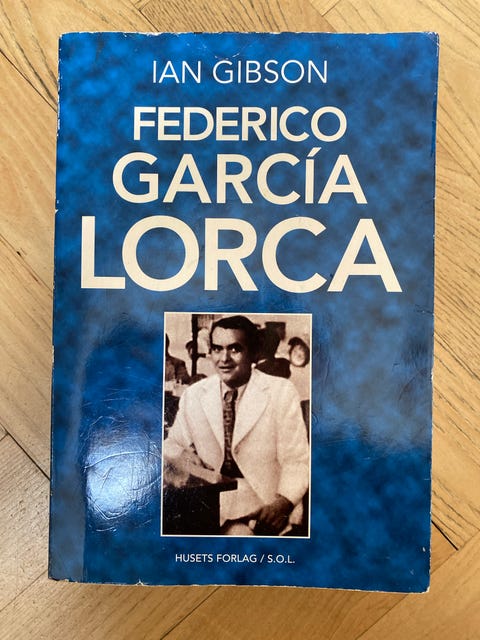 IAN GIBSON
FEDERICO
GARCÍA
LORCA
HUSETS FORLAG / S.O.L.